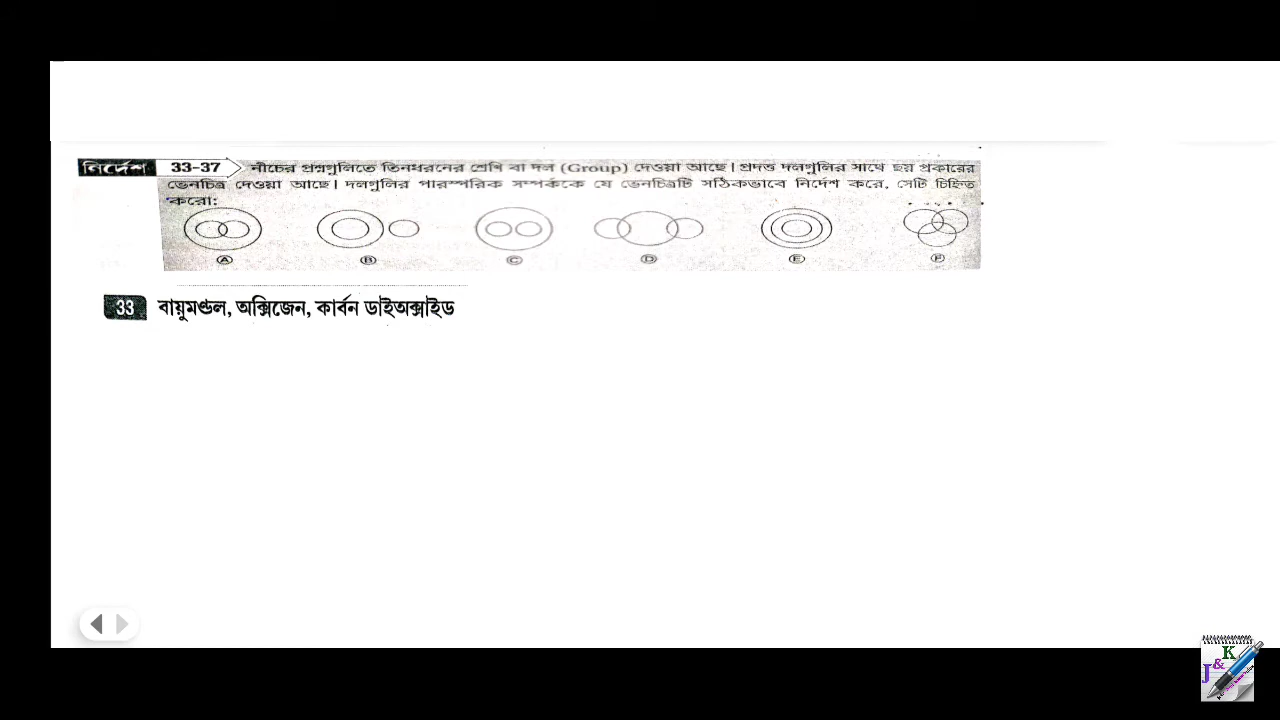 নির্দেশ 33-37 নীচের প্রশ্নগুলিতে তিনধরনের শ্রেণি বা দল (Group) দেওয়া আছে। প্রদত্ত দলগুলির সাথে ছয় প্রকারের
ভেনচিত্র দেওয়া আছে। দলগুলির পারস্পরিক সম্পর্ককে যে ভেনচিত্রটি সঠিকভাবে নির্দেশ করে, সেটি চিহ্নিত
করো:
A B C D E F
33 বায়ুমণ্ডল, অক্সিজেন, কার্বন ডাইঅক্সাইড
J & K